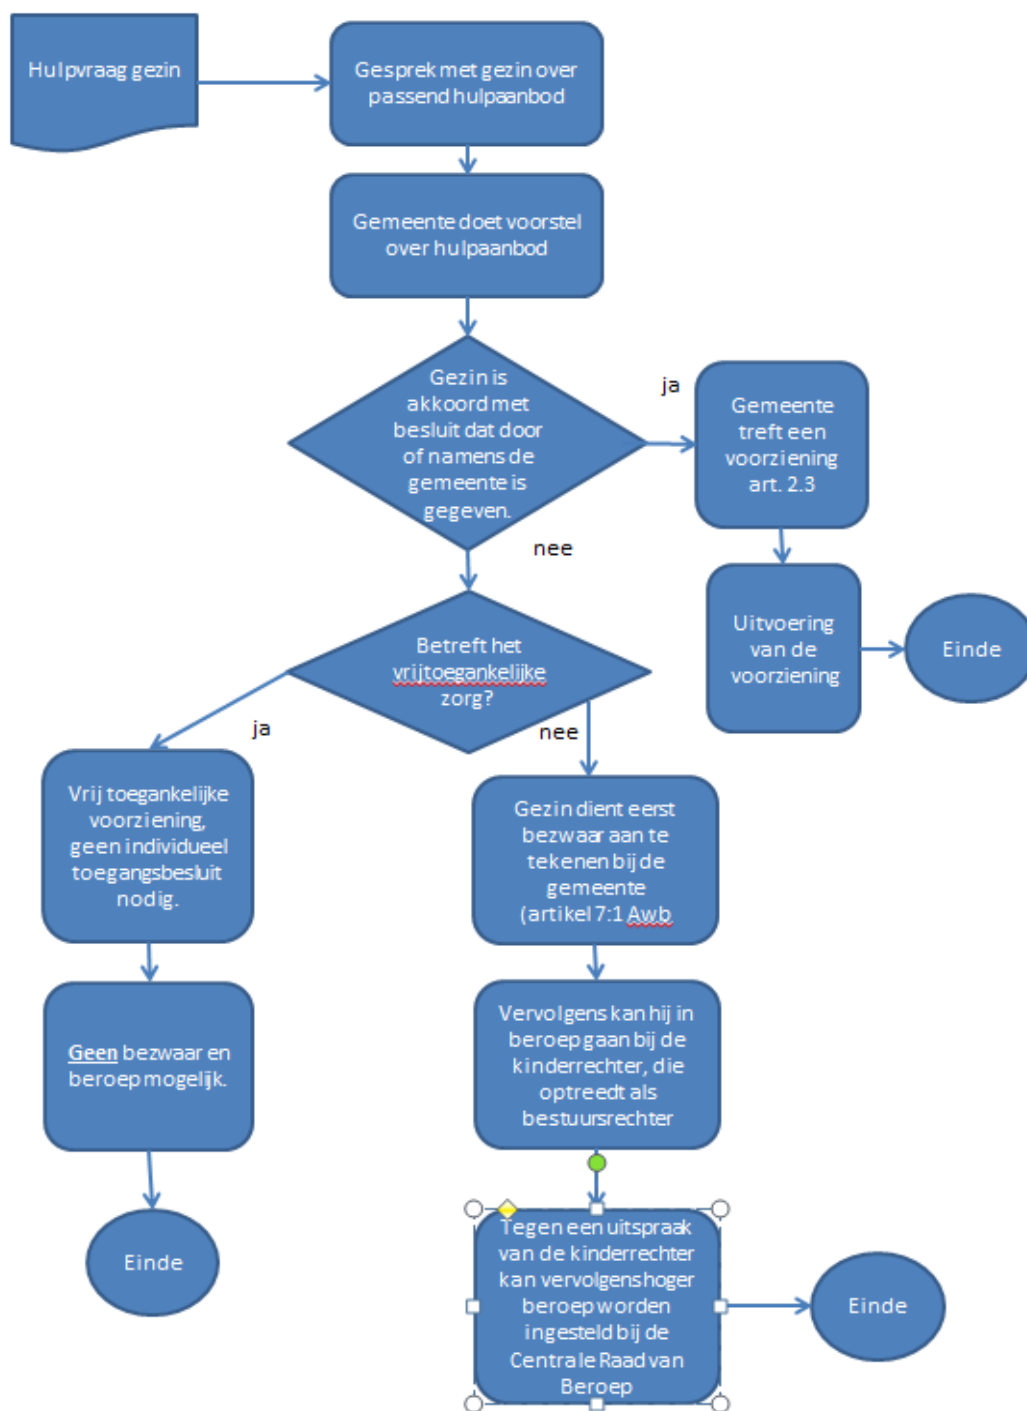 Hulpvraag gezin
Gesprek met gezin over
passend hulpaanbod
Gemeente doet voorstel
over hulpaanbod
Gezin is
akkoord met
besluit dat door
of namens de
gemeente is
gegeven.
ja
Gemeente
treft een
voorziening
art. 2.3
nee
Uitvoering
van de
voorziening
Einde
Betreft het
vrijtoegankelijke
zorg?
ja
nee
Vrij toegankelijke
voorziening,
geen individueel
toegangsbesluit
nodig.
Gezin dient eerst
bezwaar aan te
tekenen bij de
gemeente
(artikel 7:1 Awb
Geen bezwaar en
beroep mogelijk.
Vervolgens kan hij in
beroep gaan bij de
kinderrechter, die
optreedt als
bestuursrechter
Einde
Tegen een uitspraak
van de kinderrechter
kan vervolgens hoger
beroep worden
ingesteld bij de
Centrale Raad van
Beroep
Einde